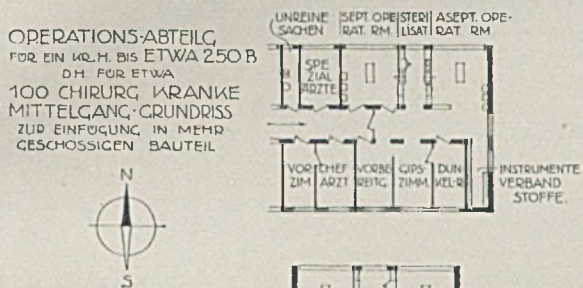 OPERATIONS-ABTEILG
FÜR EIN KR.H. BIS ETWA 250 B
DH. FÜR ETWA
100 CHIRURG KRANKE
MITTELGANG-GRUNDRISS
ZUR EINFÜGUNG IN MEHR
GESCHOSSIGEN BAUTEIL
N
S
UNREINE SACHEN
SEPT. OPE RAT. RM.
STERI LISAT
ASEPT. OPE- RAT RM
SPE ZIAL ÄRZTE
VOR ZIM
CHEF ARZT
VORBE REITG.
GIPS- ZIMM.
DUN KEL-R
INSTRUMENTE
VERBAND
STOFFE.